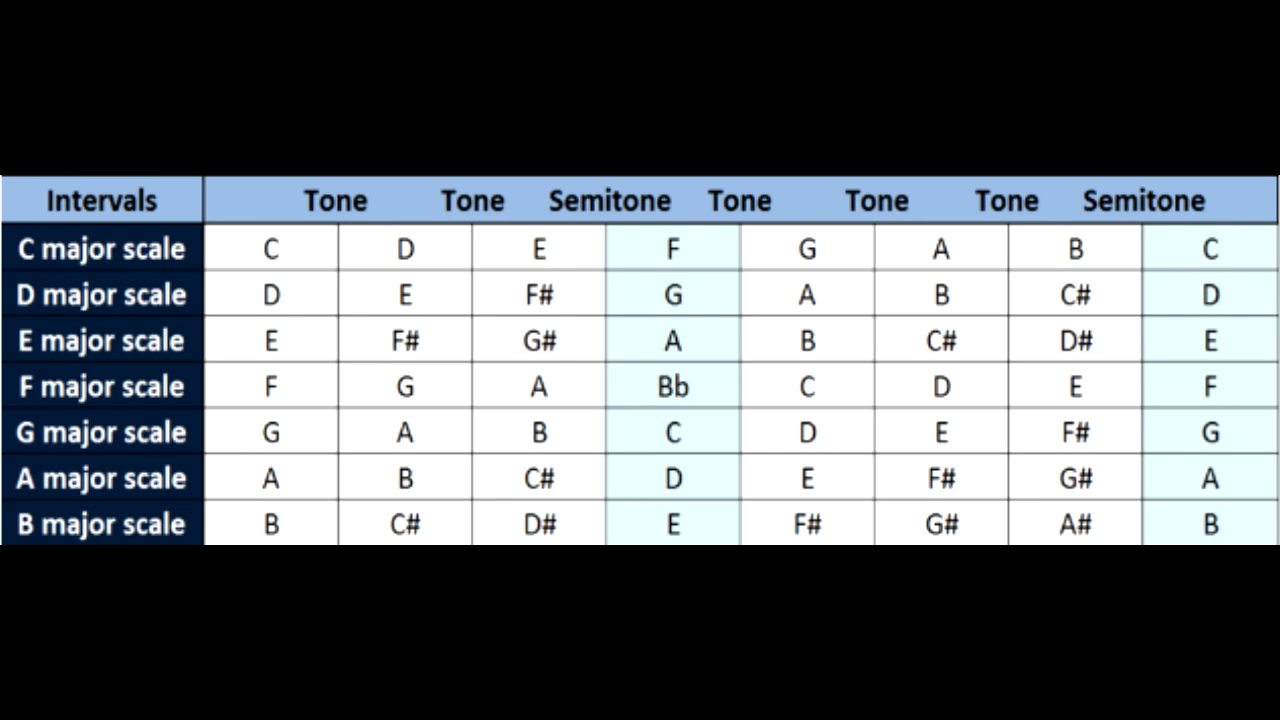 Intervals Tone Tone Semitone Tone Tone Tone Semitone
C major scale C D E F G A B C
D major scale D E F# G A B C# D
E major scale E F# G# A B C# D# E
F major scale F G A Bb C D E F
G major scale G A B C D E F# G
A major scale A B C# D E F# G# A
B major scale B C# D# E F# G# A# B